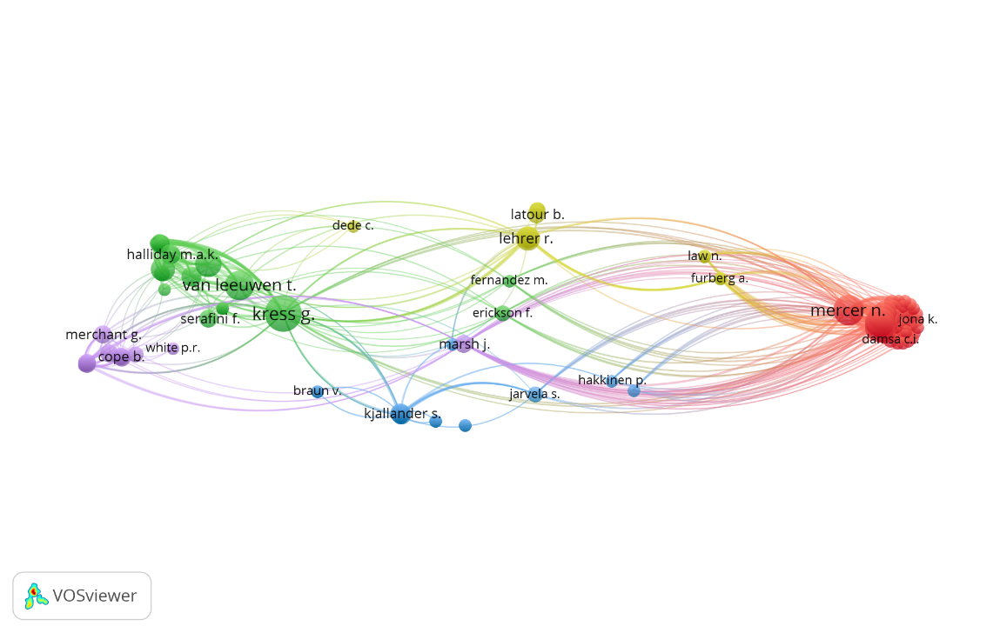 latour b.
dede c.
lehrer r.
halliday m.a.k.
law n.
fernandez m.
furberg a.
van leeuwen t.
kress g.
erickson f.
mercer n.
serafini f.
jona k.
merchant g.
damsa c.i.
white p.r.
marsh j.
cope b.
hakkinen p.
braun v.
jarvela s.
kjallander s.
VOSviewer